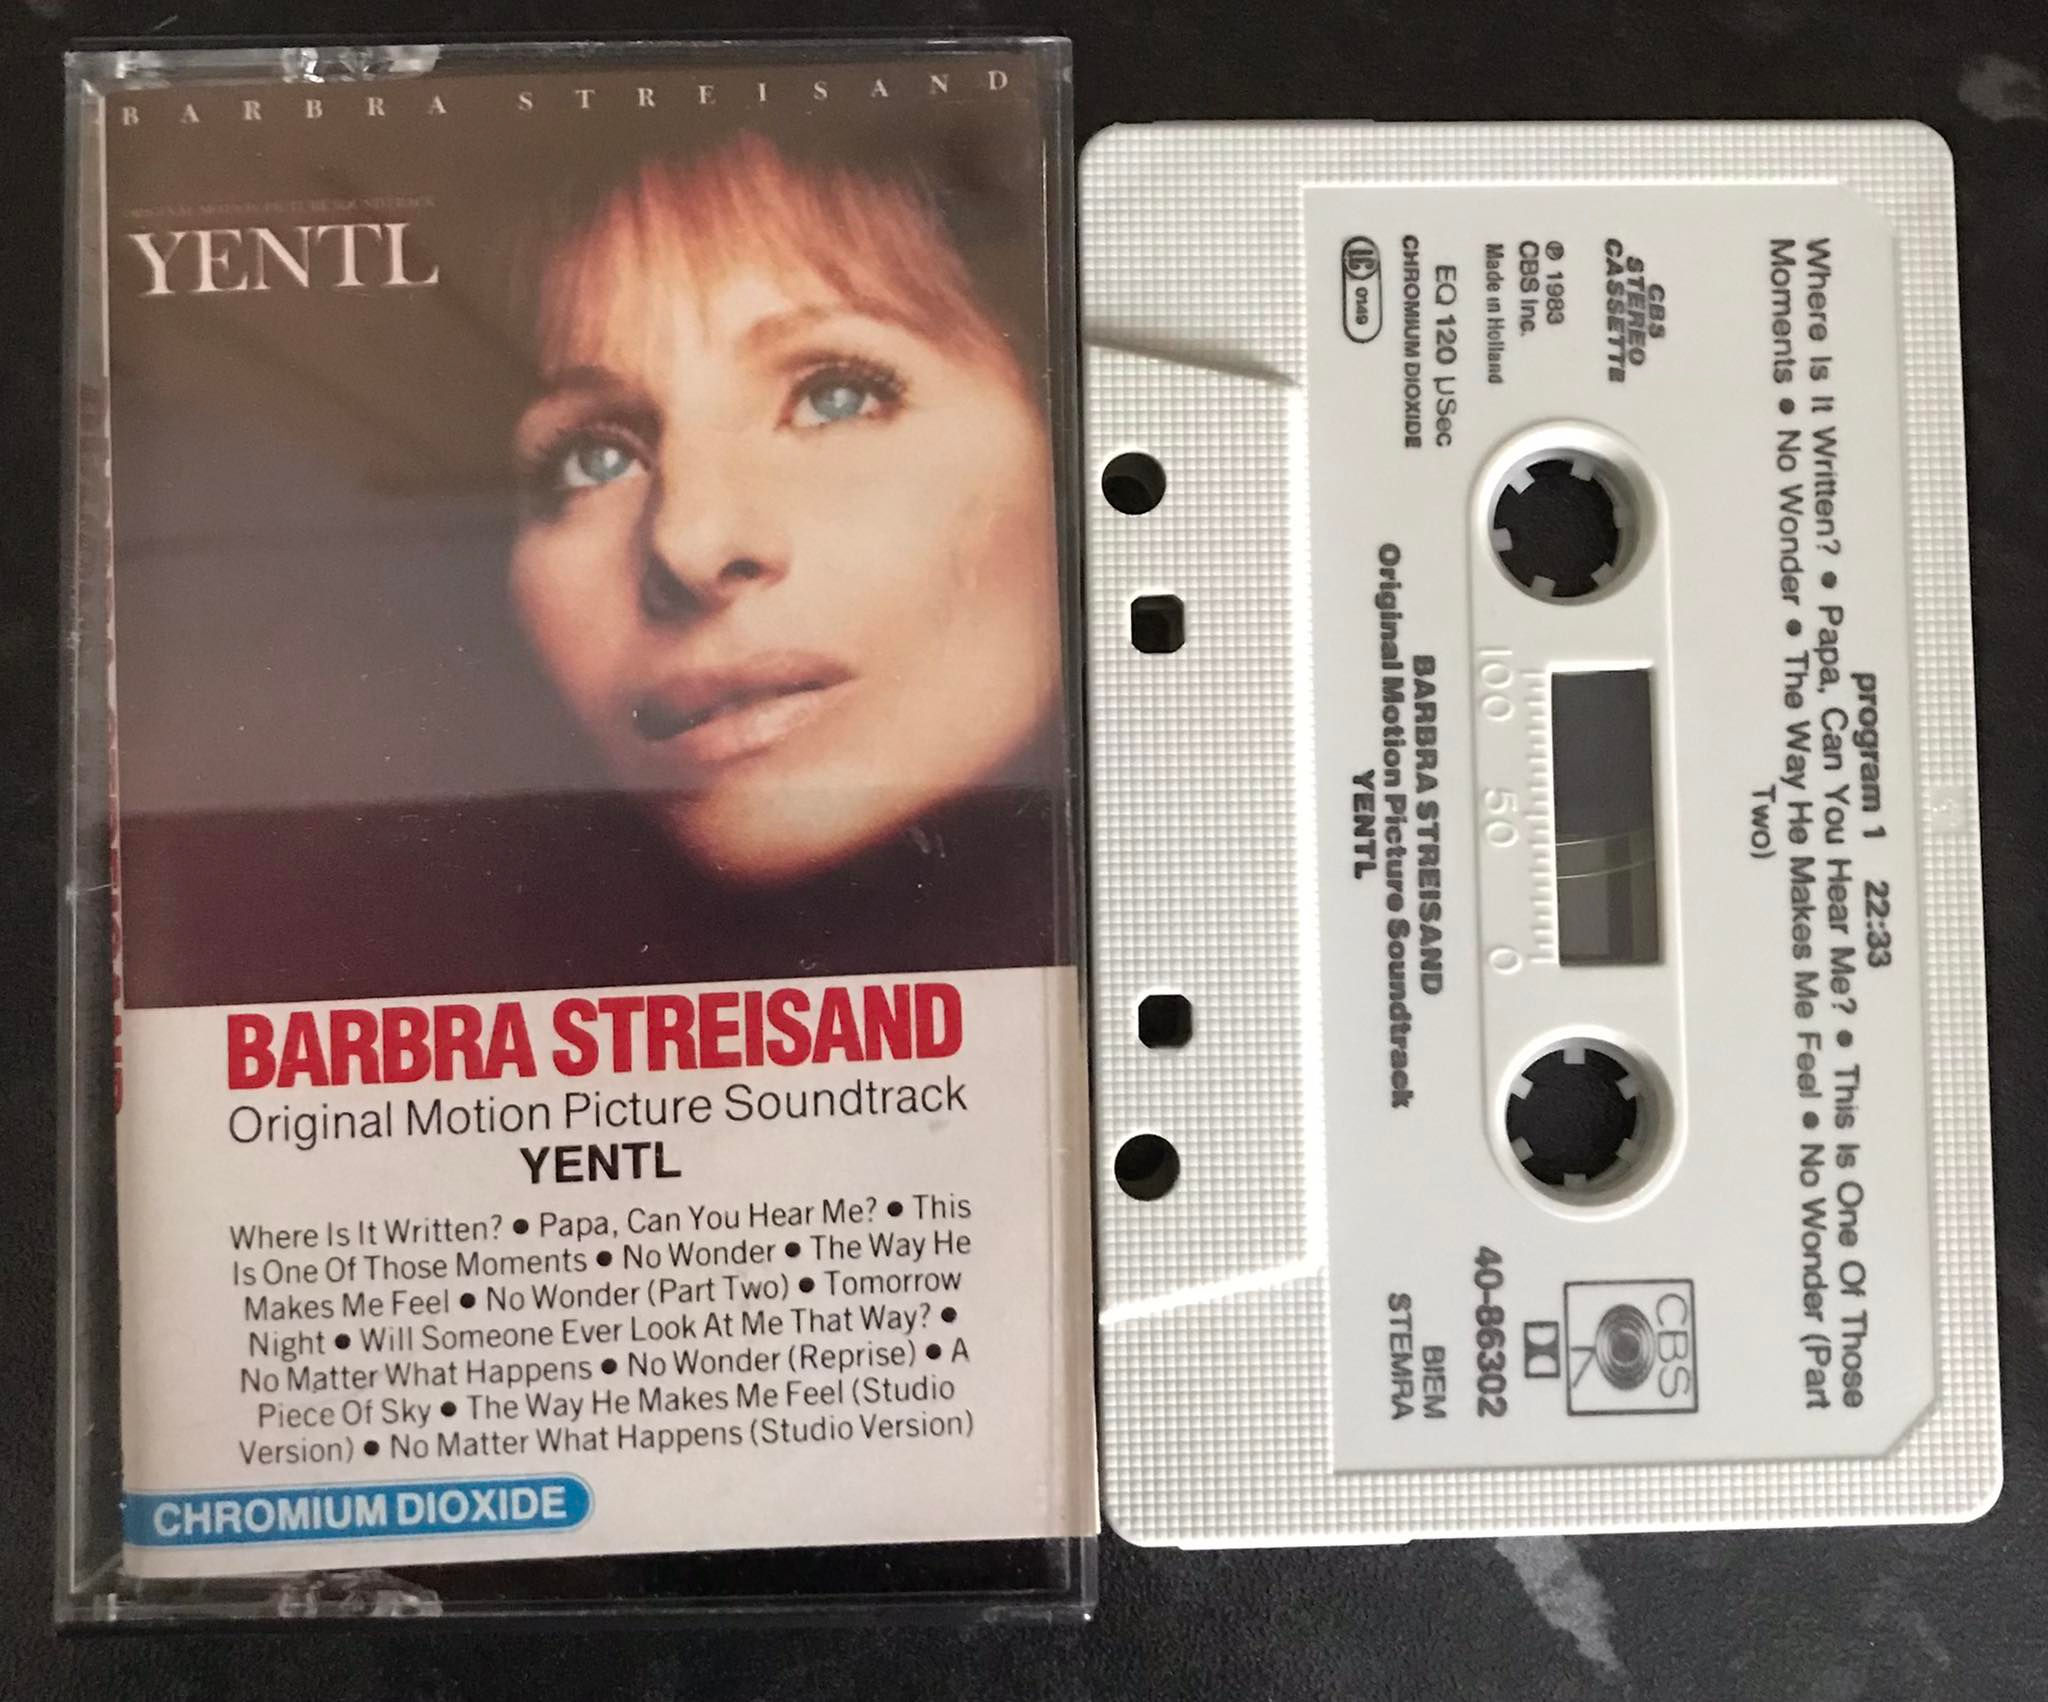 BARBRA STREISAND
ORIGINAL MOTION PICTURE SOUNDTRACK
YENTL
BARBRA STREISAND
Original Motion Picture Soundtrack
YENTL
Where Is It Written? ● Papa, Can You Hear Me? ● This
Is One Of Those Moments ● No Wonder ● The Way He
Makes Me Feel ● No Wonder (Part Two) ● Tomorrow
Night ● Will Someone Ever Look At Me That Way? ●
No Matter What Happens ● No Wonder (Reprise) ● A
Piece Of Sky ● The Way He Makes Me Feel (Studio
Version) ● No Matter What Happens (Studio Version)
CHROMIUM DIOXIDE
program 1 22:33
Where Is It Written? ● Papa, Can You Hear Me? ● This Is One Of Those
Moments ● No Wonder ● The Way He Makes Me Feel ● No Wonder (Part
Two)
CBS
STEREO
CASSETTE
℗ 1983
CBS Inc.
Made in Holland
EQ 120 µSec
CHROMIUM DIOXIDE
LC 0149
100 50 0
CBS
40-86302
BIEM
STEMRA
BARBRA STREISAND
Original Motion Picture Soundtrack
YENTL